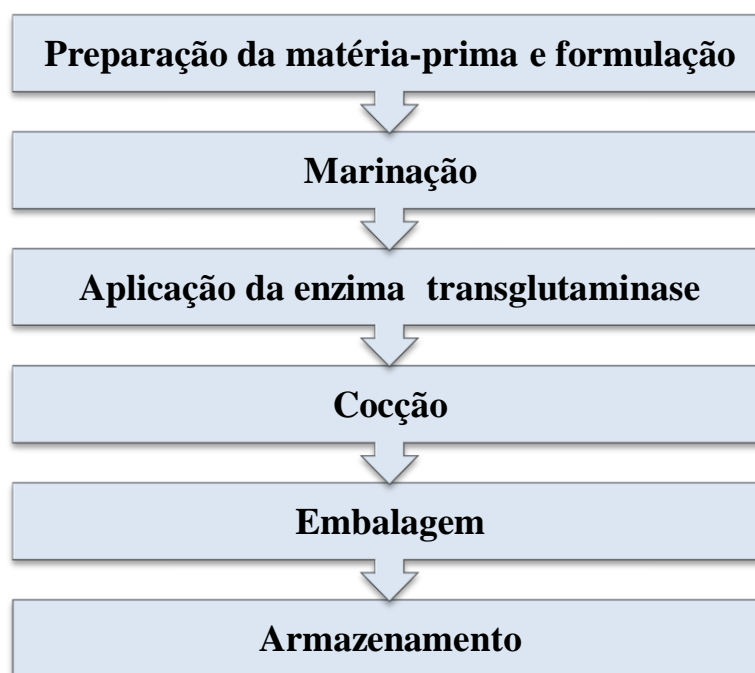 Preparação da matéria-prima e formulação
Marinação
Aplicação da enzima transglutaminase
Cocção
Embalagem
Armazenamento